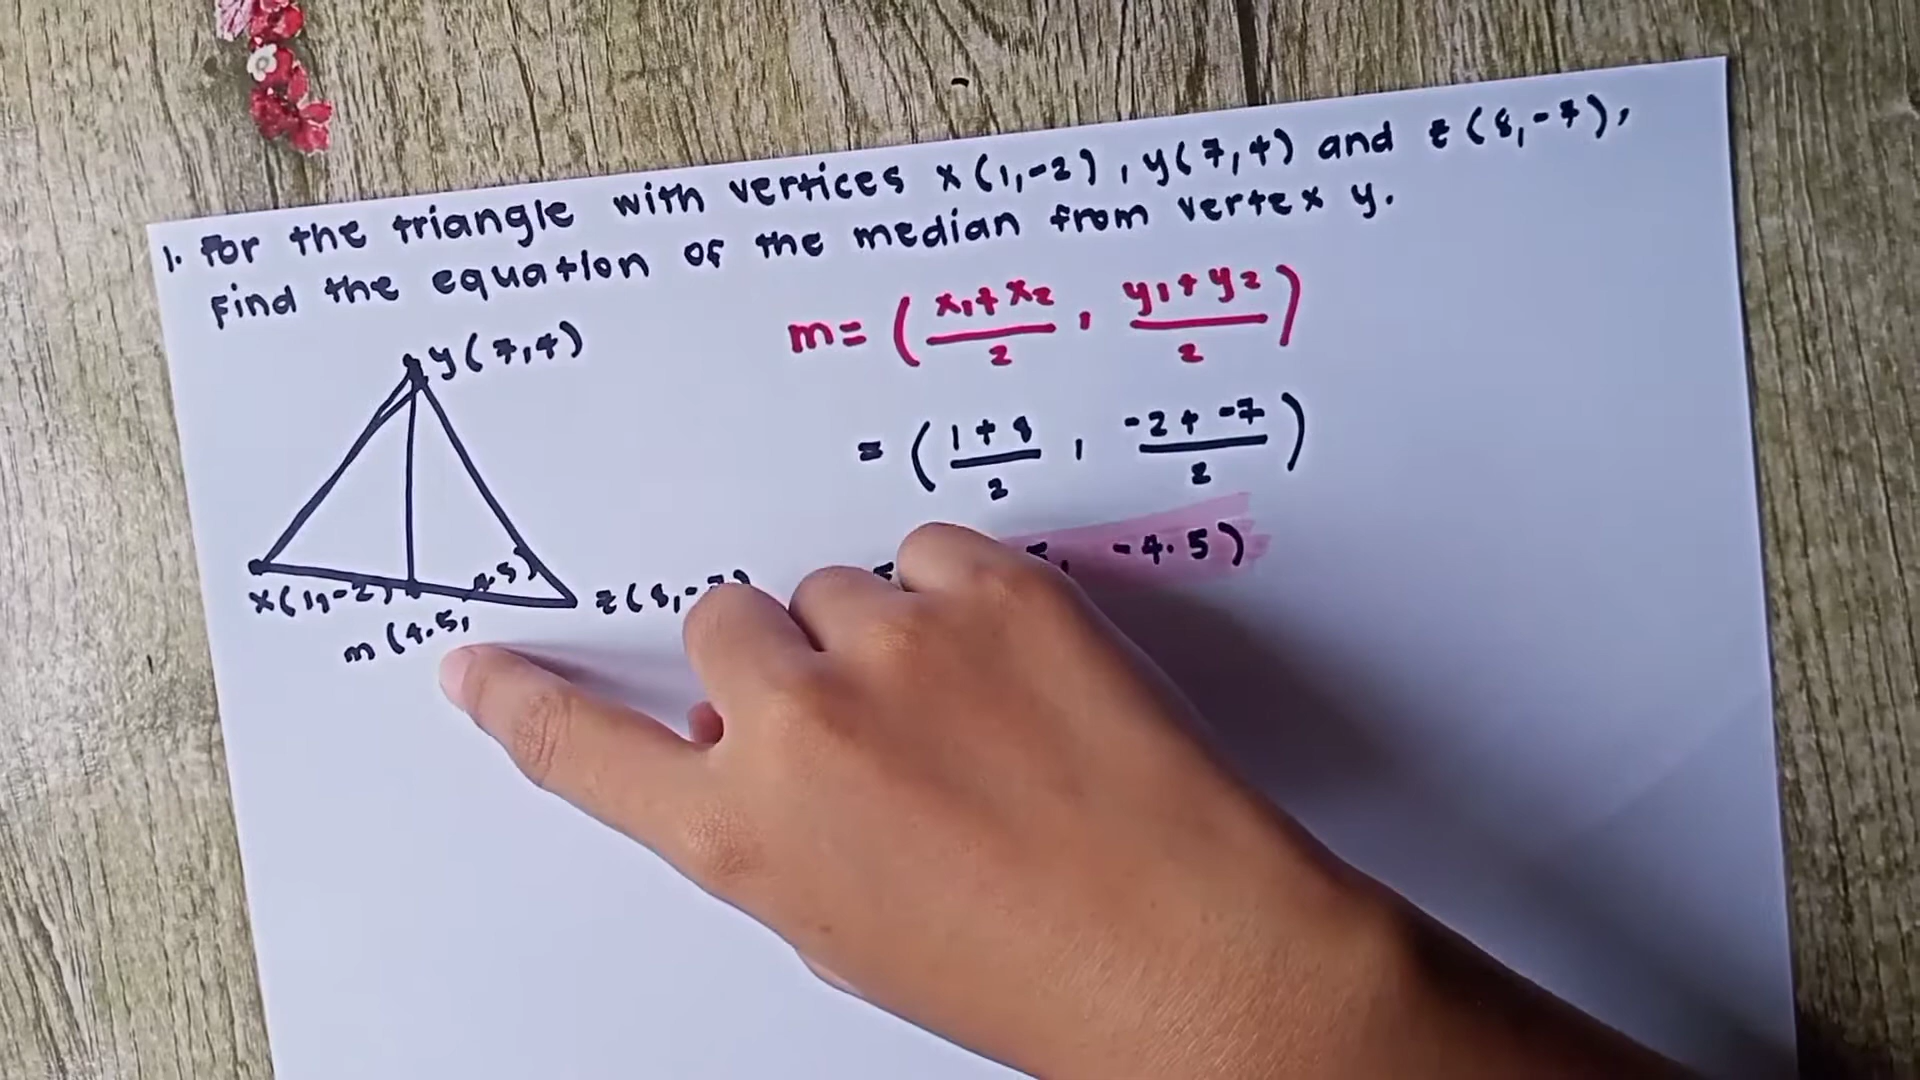 1. For the triangle with vertices x(1,-2), y(7,4) and z(8,-7),
Find the equation of the median from vertex y.
m= (x₁+x₂/2, y₁+y₂/2)
y(7,4)
= (1+8/2, -2+-7/2)
-4.5)
x(1,-2)
z(8,-7)
m(4.5,